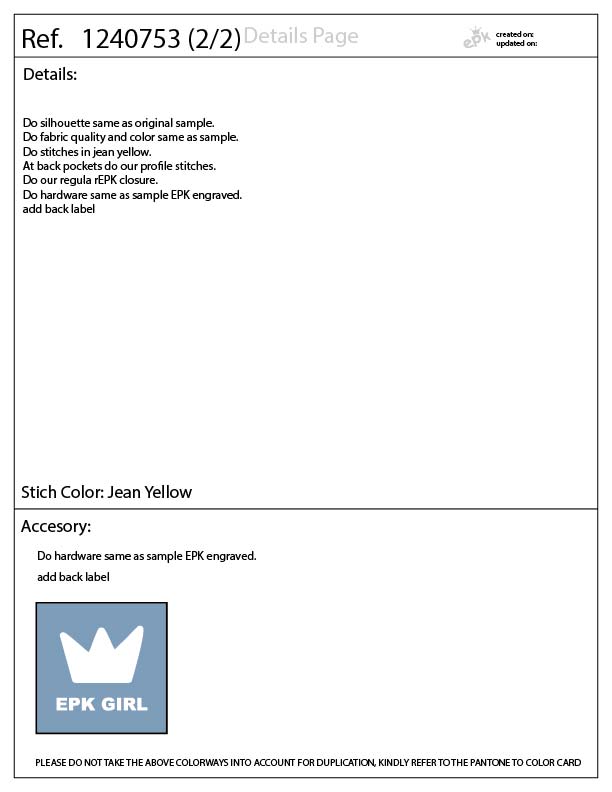 Ref. 1240753 (2/2) Details Page
epk
created on:
updated on:
Details:
Do silhouette same as original sample.
Do fabric quality and color same as sample.
Do stitches in jean yellow.
At back pockets do our profile stitches.
Do our regula rEPK closure.
Do hardware same as sample EPK engraved.
add back label
Stich Color: Jean Yellow
Accesory:
Do hardware same as sample EPK engraved.
add back label
EPK GIRL
PLEASE DO NOT TAKE THE ABOVE COLORWAYS INTO ACCOUNT FOR DUPLICATION, KINDLY REFER TO THE PANTONE TO COLOR CARD